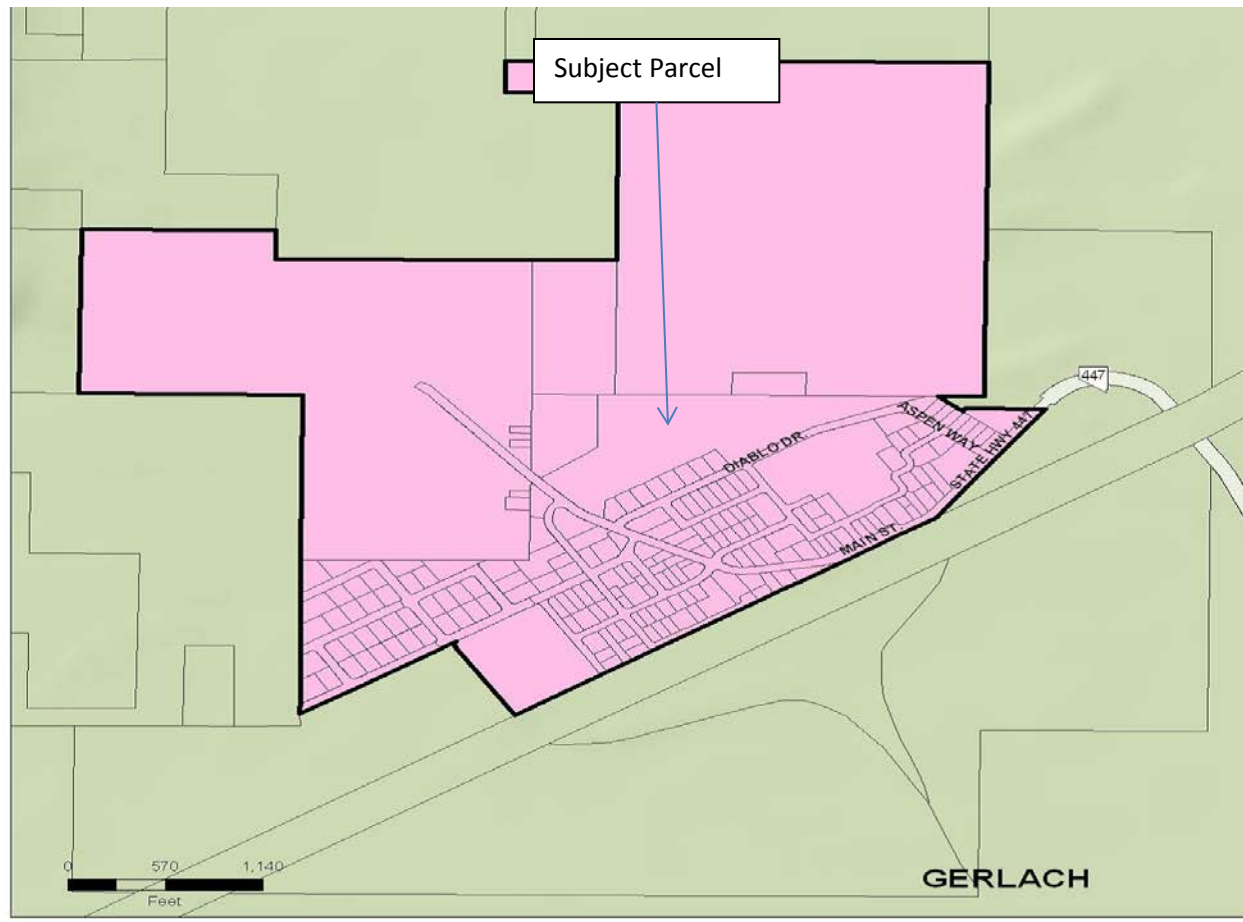 Subject Parcel
447
ASPEN WAY
DIABLO DR.
STATE HWY 447
MAIN ST.
0 570 1,140
Feet
GERLACH